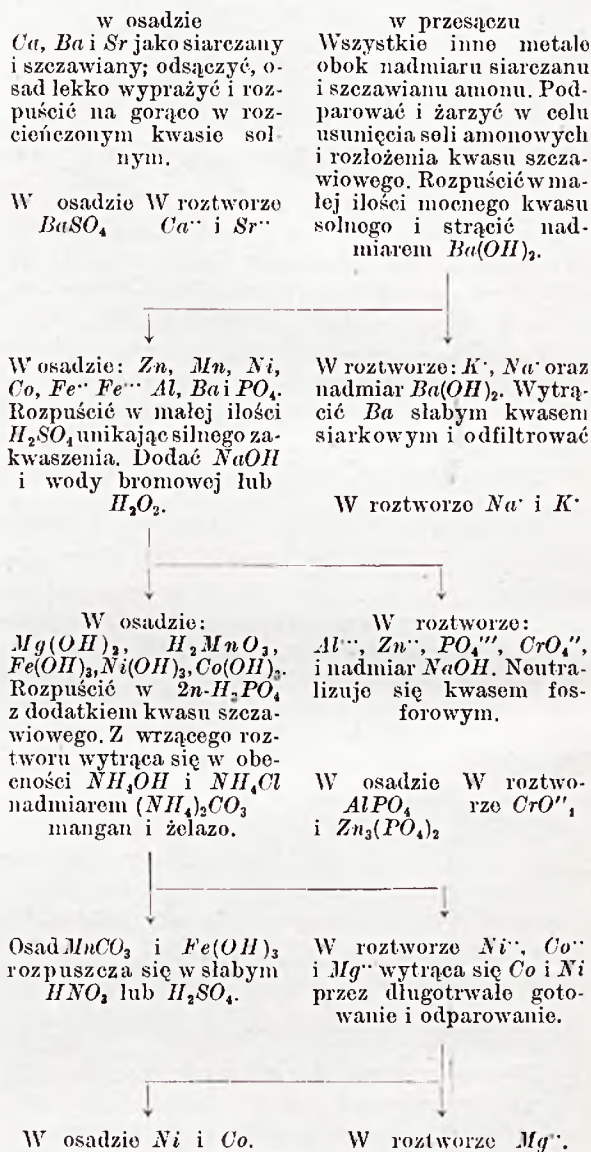 w osadzie
Ca, Ba i Sr jako siarczany
i szczawiany; odsączyć, o-
sad lekko wyprażyć i roz-
puścić na gorąco w roz-
cieńczonym kwasie sol
nym.
W osadzie W roztworze
BaSO₄ Ca·· i Sr··
w przesączu
Wszystkie inne metale
obok nadmiaru siarczanu
i szczawianu amonu. Pod-
parować i żarzyć w celu
usunięcia soli amonowych
i rozłożenia kwasu szcza-
wiowego. Rozpuścić w ma-
łej ilości mocnego kwasu
solnego i strącić nad-
miarem Ba(OH)₂.
W osadzie: Zn, Mn, Ni,
Co, Fe·· Fe··· Al, Ba i PO₄.
Rozpuścić w małej ilości
H₂SO₄ unikając silnego za-
kwaszenia. Dodać NaOH
i wody bromowej lub
H₂O₂.
W roztworze: K·, Na· oraz
nadmiar Ba(OH)₂. Wytrą-
cić Ba słabym kwasem
siarkowym i odfiltrować
W roztworze Na· i K·
W osadzie:
Mg(OH)₂, H₂MnO₃,
Fe(OH)₃, Ni(OH)₃, Co(OH)₃.
Rozpuścić w 2n-H₃PO₄
z dodatkiem kwasu szcza-
wiowego. Z wrzącego roz-
tworu wytrąca się w obe-
cności NH₄OH i NH₄Cl
nadmiarem (NH₄)₂CO₃
mangan i żelazo.
W roztworze:
Al···, Zn··, PO₄''', CrO₄'',
i nadmiar NaOH. Neutra-
lizuje się kwasem fos-
forowym.
W osadzie W roztwo-
AlPO₄ rze CrO''₄
i Zn₃(PO₄)₂
Osad MnCO₃ i Fe(OH)₃
rozpuszcza się w słabym
HNO₃ lub H₂SO₄.
W roztworze Ni··, Co··
i Mg·· wytrąca się Co i Ni
przez długotrwałe goto-
wanie i odparowanie.
W osadzie Ni i Co.
W roztworze Mg··.